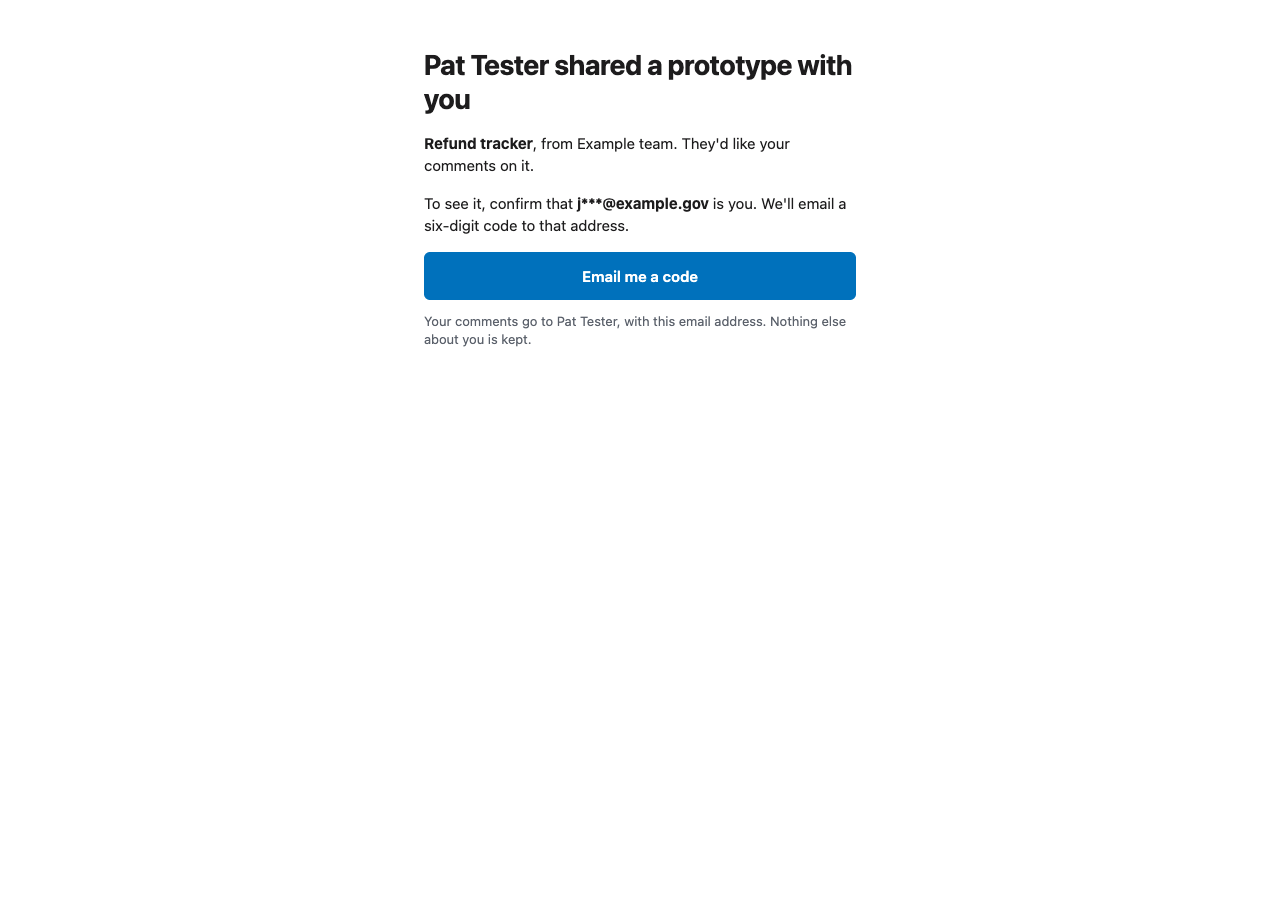 Pat Tester shared a prototype with
you
Refund tracker, from Example team. They'd like your
comments on it.
To see it, confirm that j***@example.gov is you. We'll email a
six-digit code to that address.
Email me a code
Your comments go to Pat Tester, with this email address. Nothing else
about you is kept.